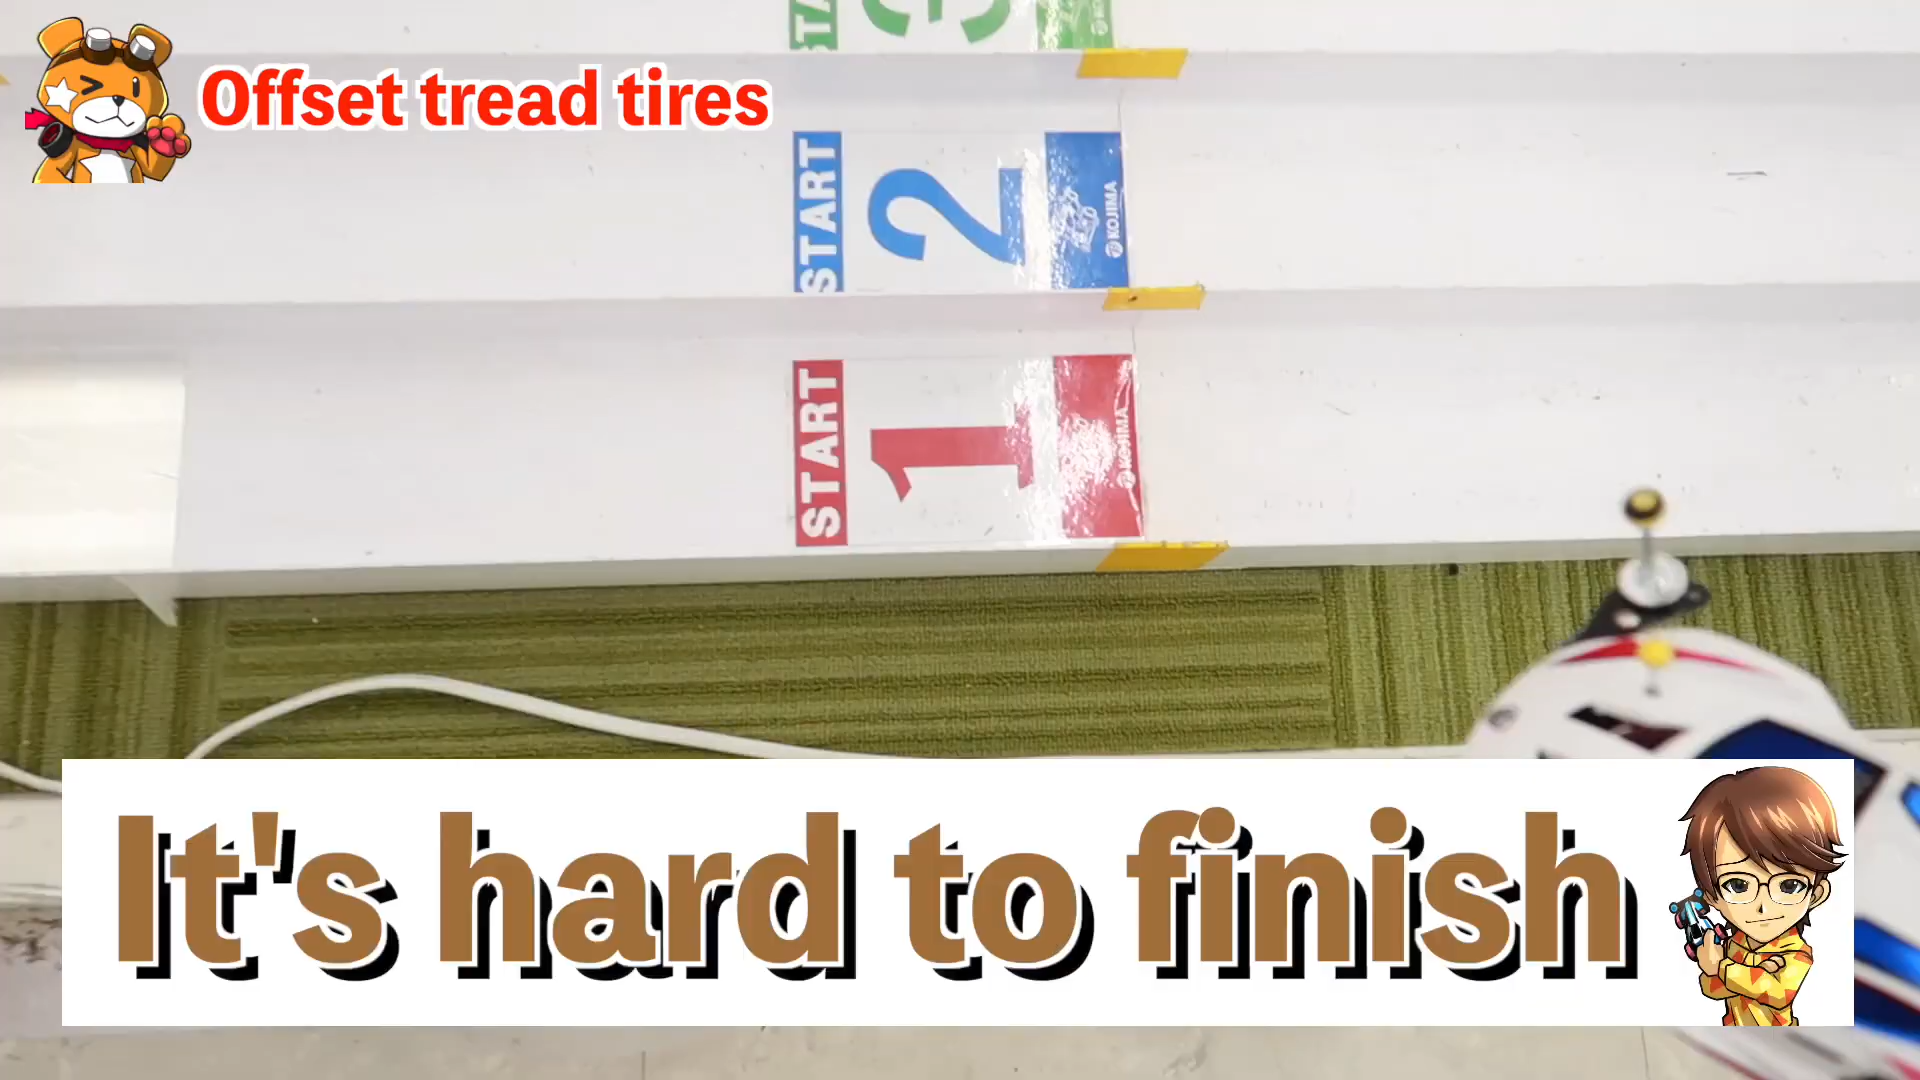 Offset tread tires
START
2
KOJIMA
START
1
KOJIMA
It's hard to finish